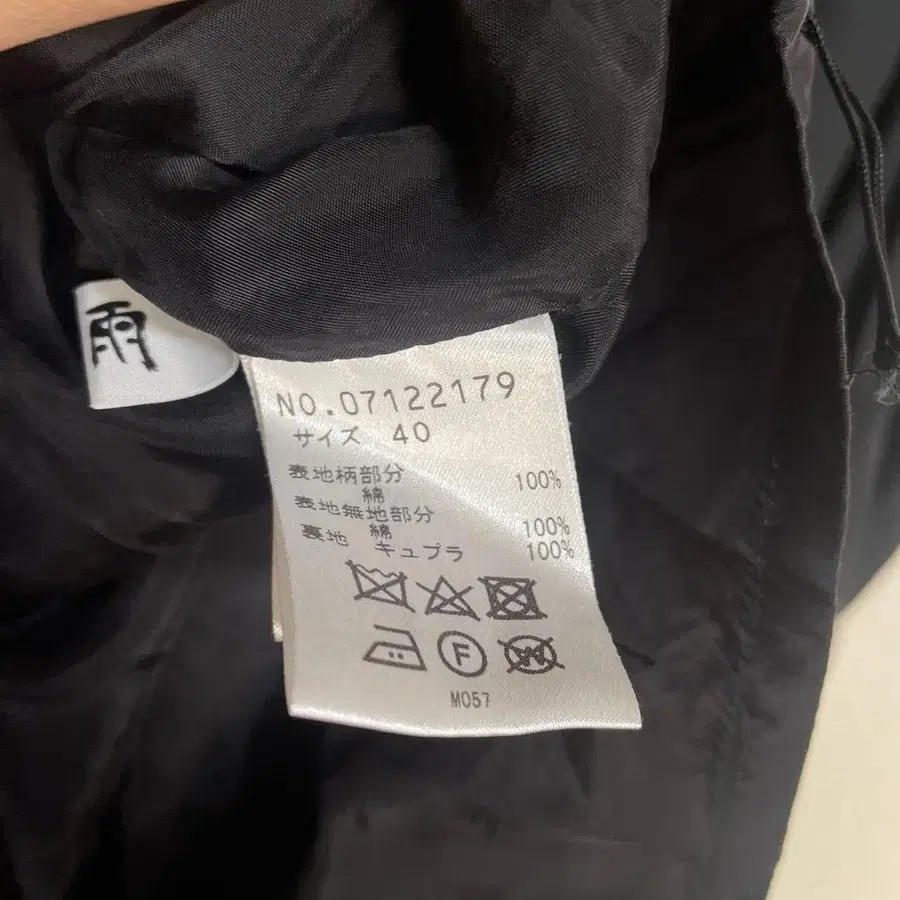 雨
NO.07122179
サイズ 40
表地柄部分
綿 100%
表地無地部分
綿 100%
裏地 キュプラ 100%
F
W
M057